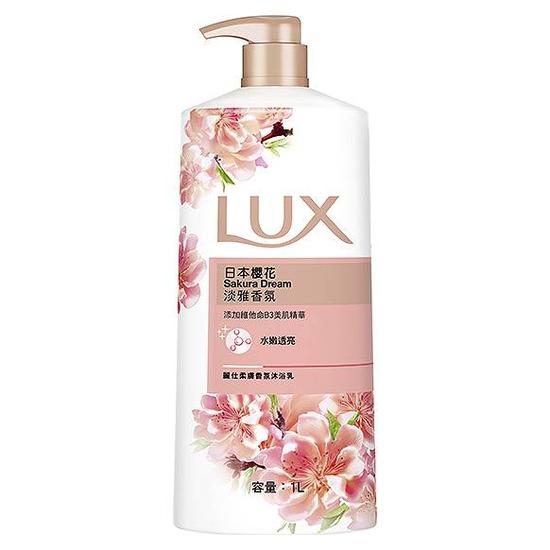 LUX
日本櫻花
Sakura Dream
淡雅香氛
添加維他命B3美肌精華
水嫩透亮
麗仕柔膚香氛沐浴乳
容量：1L